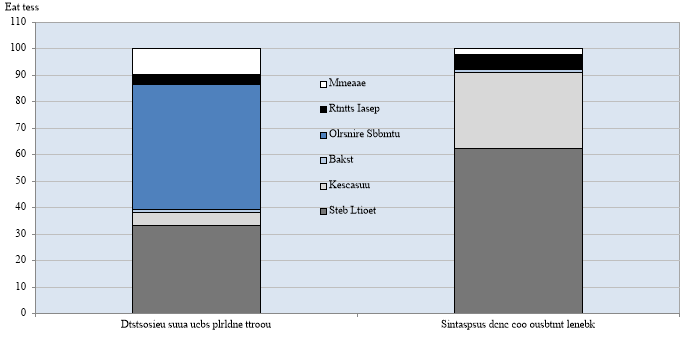 Eat tess
110
100
90
80
70
60
50
40
30
20
10
0
Mmeaae
Rtntts Iasep
Olrsnire Sbbmtu
Bakst
Kescasuu
Steb Ltioet
Dtstsosieu suua ucbs plrldne ttroou
Sintaspsus dcnc coo ousbtmt lenebk